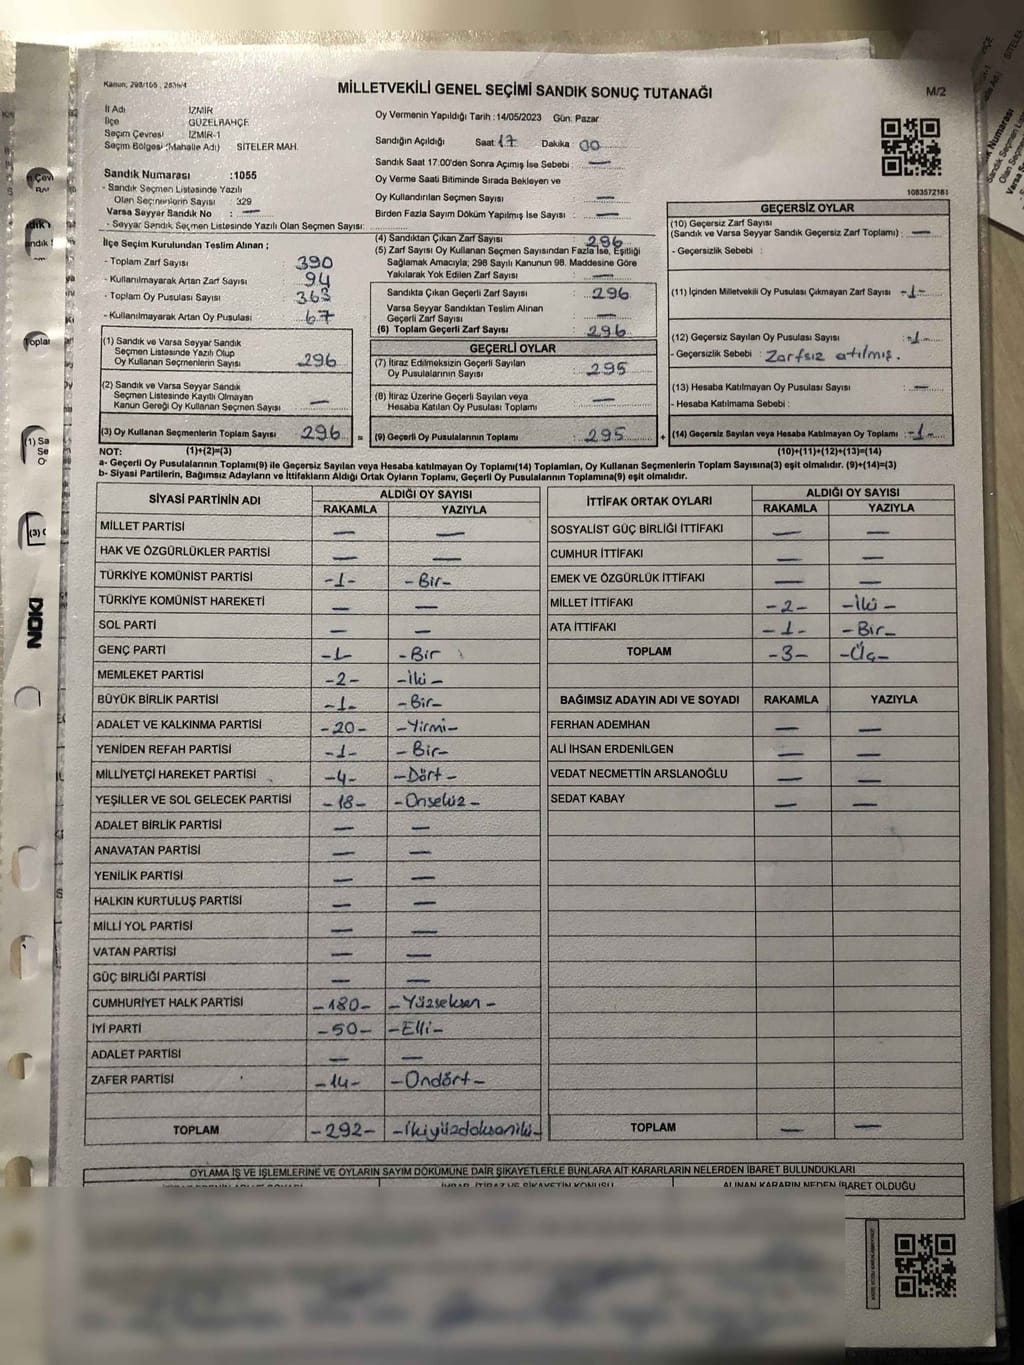 Kanun; 298/105
MİLLETVEKİLİ GENEL SEÇİMİ SANDIK SONUÇ TUTANAĞI
M/2
İl Adı İZMİR
İlçe GÜZELBAHÇE
Seçim Çevresi İZMİR-1
Seçim Bölgesi (Mahalle Adı) SİTELER MAH.
Oy Vermenin Yapıldığı Tarih : 14/05/2023 Gün: Pazar
Sandığın Açıldığı Saat 17 Dakika 00
Sandık Saat 17.00'den Sonra Açılmış İse Sebebi : —
Oy Verme Saati Bitiminde Sırada Bekleyen ve
Oy Kullandırılan Seçmen Sayısı : —
Birden Fazla Sayım Döküm Yapılmış İse Sayısı : —
1083572161
Sandık Numarası :1055
- Sandık Seçmen Listesinde Yazılı
Olan Seçmenlerin Sayısı : 329
Varsa Seyyar Sandık No : —
- Seyyar Sandık Seçmen Listesinde Yazılı Olan Seçmen Sayısı:
İlçe Seçim Kurulundan Teslim Alınan ;
- Toplam Zarf Sayısı : 390
- Kullanılmayarak Artan Zarf Sayısı : 94
- Toplam Oy Pusulası Sayısı : 363
- Kullanılmayarak Artan Oy Pusulası : 67
(1) Sandık ve Varsa Seyyar Sandık
Seçmen Listesinde Yazılı Olup
Oy Kullanan Seçmenlerin Sayısı : 296
(2) Sandık ve Varsa Seyyar Sandık
Seçmen Listesinde Kayıtlı Olmayan
Kanun Gereği Oy Kullanan Seçmen Sayısı : —
(3) Oy Kullanan Seçmenlerin Toplam Sayısı : 296
(4) Sandıktan Çıkan Zarf Sayısı : 296
(5) Zarf Sayısı Oy Kullanan Seçmen Sayısından Fazla İse, Eşitliği
Sağlamak Amacıyla; 298 Sayılı Kanunun 98. Maddesine Göre
Yakılarak Yok Edilen Zarf Sayısı : —
Sandıkta Çıkan Geçerli Zarf Sayısı : 296
Varsa Seyyar Sandıktan Teslim Alınan
Geçerli Zarf Sayısı : —
(6) Toplam Geçerli Zarf Sayısı : 296
GEÇERLİ OYLAR
(7) İtiraz Edilmeksizin Geçerli Sayılan
Oy Pusulalarının Sayısı : 295
(8) İtiraz Üzerine Geçerli Sayılan veya
Hesaba Katılan Oy Pusulası Toplamı : —
= (9) Geçerli Oy Pusulalarının Toplamı : 295 +
GEÇERSİZ OYLAR
(10) Geçersiz Zarf Sayısı
(Sandık ve Varsa Seyyar Sandık Geçersiz Zarf Toplamı) : —
- Geçersizlik Sebebi :
(11) İçinden Milletvekili Oy Pusulası Çıkmayan Zarf Sayısı : -1-
(12) Geçersiz Sayılan Oy Pusulası Sayısı : -1-
- Geçersizlik Sebebi : Zarfsız atılmış.
(13) Hesaba Katılmayan Oy Pusulası Sayısı : —
- Hesaba Katılmama Sebebi :
(14) Geçersiz Sayılan veya Hesaba Katılmayan Oy Toplamı : -1-
NOT: (1)+(2)=(3) (10)+(11)+(12)+(13)=(14)
a- Geçerli Oy Pusulalarının Toplamı(9) ile Geçersiz Sayılan veya Hesaba katılmayan Oy Toplamı(14) Toplamları, Oy Kullanan Seçmenlerin Toplam Sayısına(3) eşit olmalıdır. (9)+(14)=(3)
b- Siyasi Partilerin, Bağımsız Adayların ve İttifakların Aldığı Ortak Oyların Toplamı, Geçerli Oy Pusulalarının Toplamına(9) eşit olmalıdır.
SİYASİ PARTİNİN ADI ALDIĞI OY SAYISI
RAKAMLA YAZIYLA
MİLLET PARTİSİ — —
HAK VE ÖZGÜRLÜKLER PARTİSİ — —
TÜRKİYE KOMÜNİST PARTİSİ -1- -Bir-
TÜRKİYE KOMÜNİST HAREKETİ — —
SOL PARTİ — —
GENÇ PARTİ -1- -Bir
MEMLEKET PARTİSİ -2- -İki-
BÜYÜK BİRLİK PARTİSİ -1- -Bir-
ADALET VE KALKINMA PARTİSİ -20- -Yirmi-
YENİDEN REFAH PARTİSİ -1- -Bir-
MİLLİYETÇİ HAREKET PARTİSİ -4- -Dört-
YEŞİLLER VE SOL GELECEK PARTİSİ -18- -Onsekiz-
ADALET BİRLİK PARTİSİ — —
ANAVATAN PARTİSİ — —
YENİLİK PARTİSİ — —
HALKIN KURTULUŞ PARTİSİ — —
MİLLİ YOL PARTİSİ — —
VATAN PARTİSİ — —
GÜÇ BİRLİĞİ PARTİSİ — —
CUMHURİYET HALK PARTİSİ -180- -Yüzseksen-
İYİ PARTİ -50- -Elli-
ADALET PARTİSİ — —
ZAFER PARTİSİ -14- -Ondört-
TOPLAM -292- -İkiyüzdoksaniki-
İTTİFAK ORTAK OYLARI ALDIĞI OY SAYISI
RAKAMLA YAZIYLA
SOSYALİST GÜÇ BİRLİĞİ İTTİFAKI — —
CUMHUR İTTİFAKI — —
EMEK VE ÖZGÜRLÜK İTTİFAKI — —
MİLLET İTTİFAKI -2- -İki-
ATA İTTİFAKI -1- -Bir-
TOPLAM -3- -Üç-
BAĞIMSIZ ADAYIN ADI VE SOYADI RAKAMLA YAZIYLA
FERHAN ADEMHAN — —
ALİ İHSAN ERDENİLGEN — —
VEDAT NECMETTİN ARSLANOĞLU — —
SEDAT KABAY — —
TOPLAM — —
OYLAMA İŞ VE İŞLEMLERİNE VE OYLARIN SAYIM DÖKÜMÜNE DAİR ŞİKAYETLERLE BUNLARA AİT KARARLARIN NELERDEN İBARET BULUNDUKLARI
İHBAR, İTİRAZ VE ŞİKAYETİN KONUSU ALINAN KARARIN NEDEN İBARET OLDUĞU